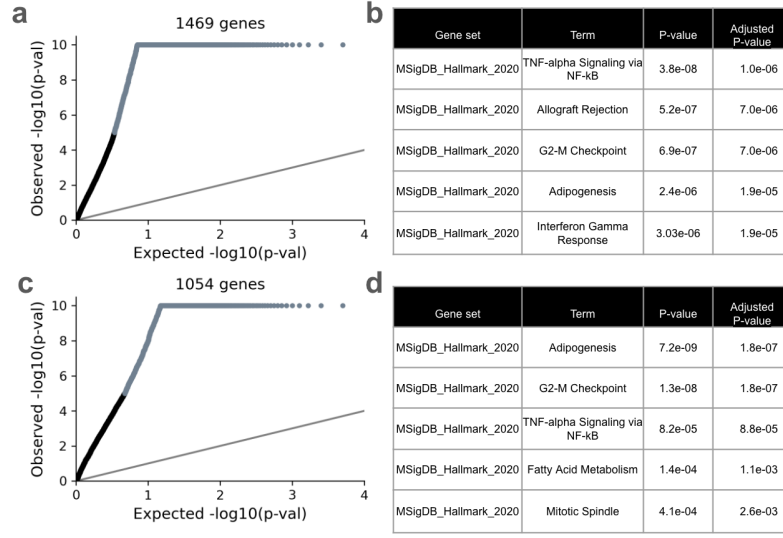 a
1469 genes
Observed -log10(p-val)
10
8
6
4
2
0
0 1 2 3 4
Expected -log10(p-val)
b
Gene set Term P-value Adjusted
P-value
MSigDB_Hallmark_2020 TNF-alpha Signaling via
NF-kB 3.8e-08 1.0e-06
MSigDB_Hallmark_2020 Allograft Rejection 5.2e-07 7.0e-06
MSigDB_Hallmark_2020 G2-M Checkpoint 6.9e-07 7.0e-06
MSigDB_Hallmark_2020 Adipogenesis 2.4e-06 1.9e-05
MSigDB_Hallmark_2020 Interferon Gamma
Response 3.03e-06 1.9e-05
c
1054 genes
Observed -log10(p-val)
10
8
6
4
2
0
0 1 2 3 4
Expected -log10(p-val)
d
Gene set Term P-value Adjusted
P-value
MSigDB_Hallmark_2020 Adipogenesis 7.2e-09 1.8e-07
MSigDB_Hallmark_2020 G2-M Checkpoint 1.3e-08 1.8e-07
MSigDB_Hallmark_2020 TNF-alpha Signaling via
NF-kB 8.2e-05 8.8e-05
MSigDB_Hallmark_2020 Fatty Acid Metabolism 1.4e-04 1.1e-03
MSigDB_Hallmark_2020 Mitotic Spindle 4.1e-04 2.6e-03